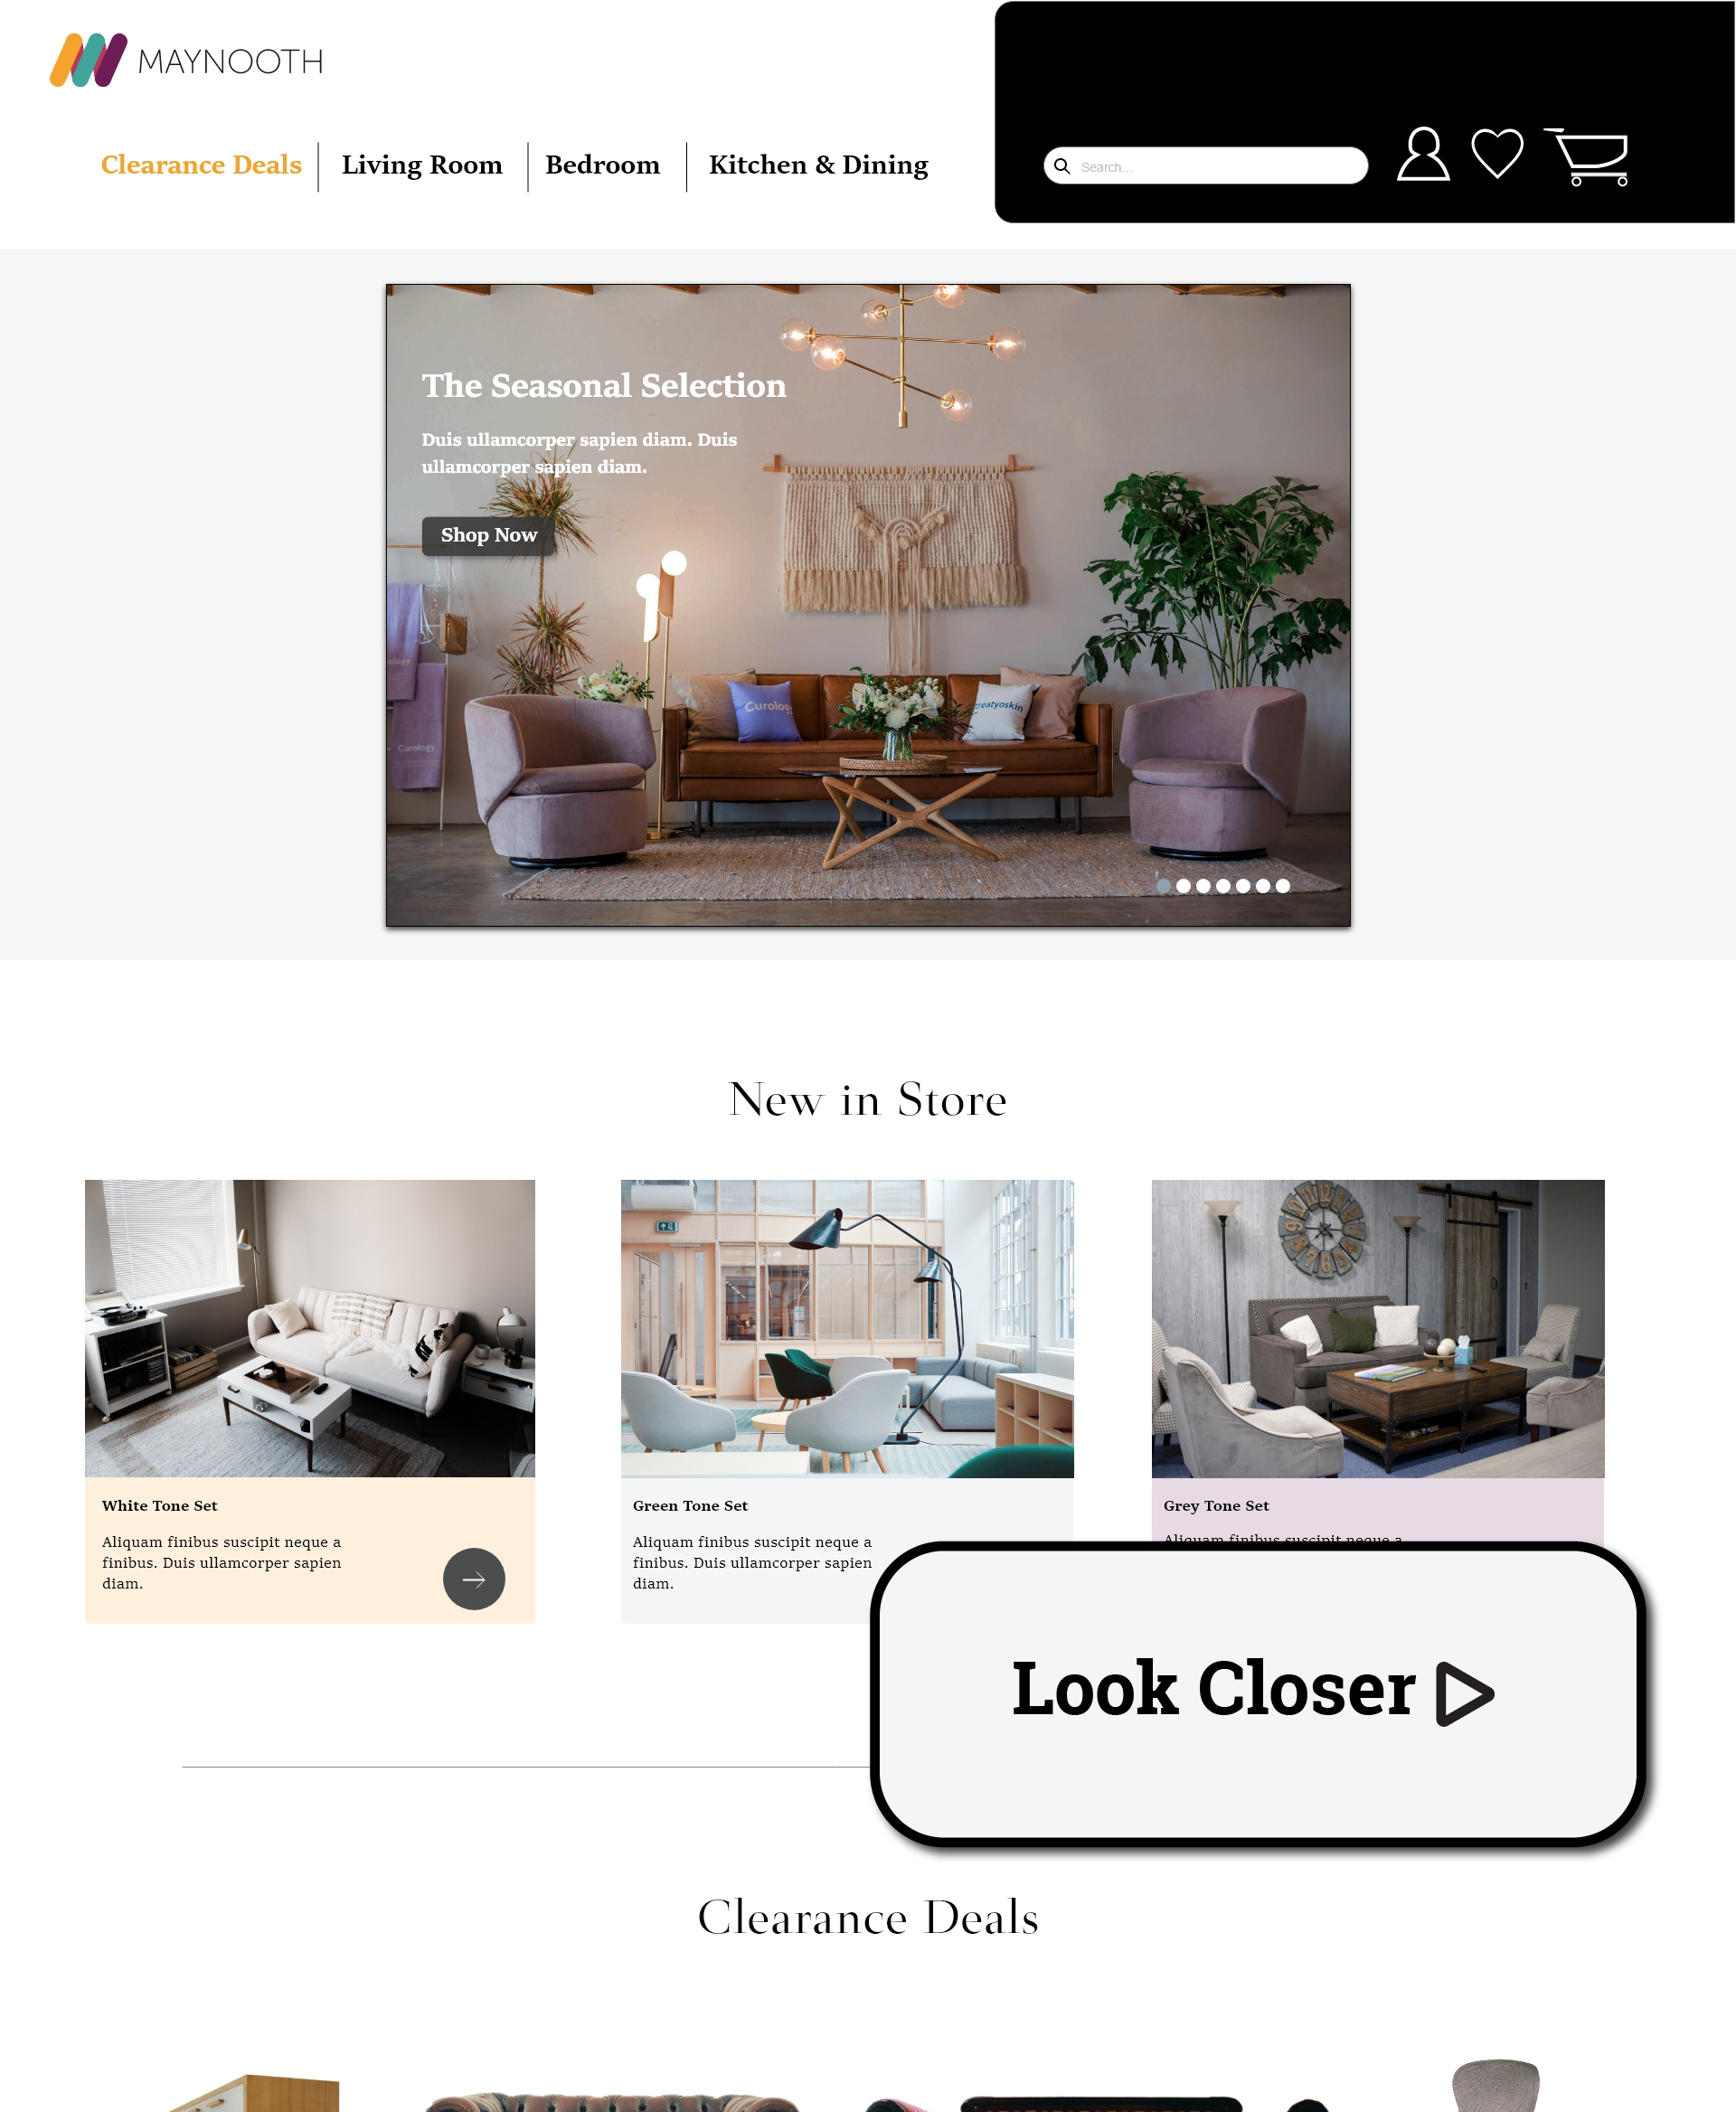 MAYNOOTH
Clearance Deals
Living Room
Bedroom
Kitchen & Dining
Search...
The Seasonal Selection
Duis ullamcorper sapien diam. Duis
ullamcorper sapien diam.
Shop Now
Curology
Curology
New in Store
White Tone Set
Aliquam finibus suscipit neque a
finibus. Duis ullamcorper sapien
diam.
Green Tone Set
Aliquam finibus suscipit neque a
finibus. Duis ullamcorper sapien
diam.
Grey Tone Set
Aliquam finibus suscipit neque a
Look Closer
Clearance Deals